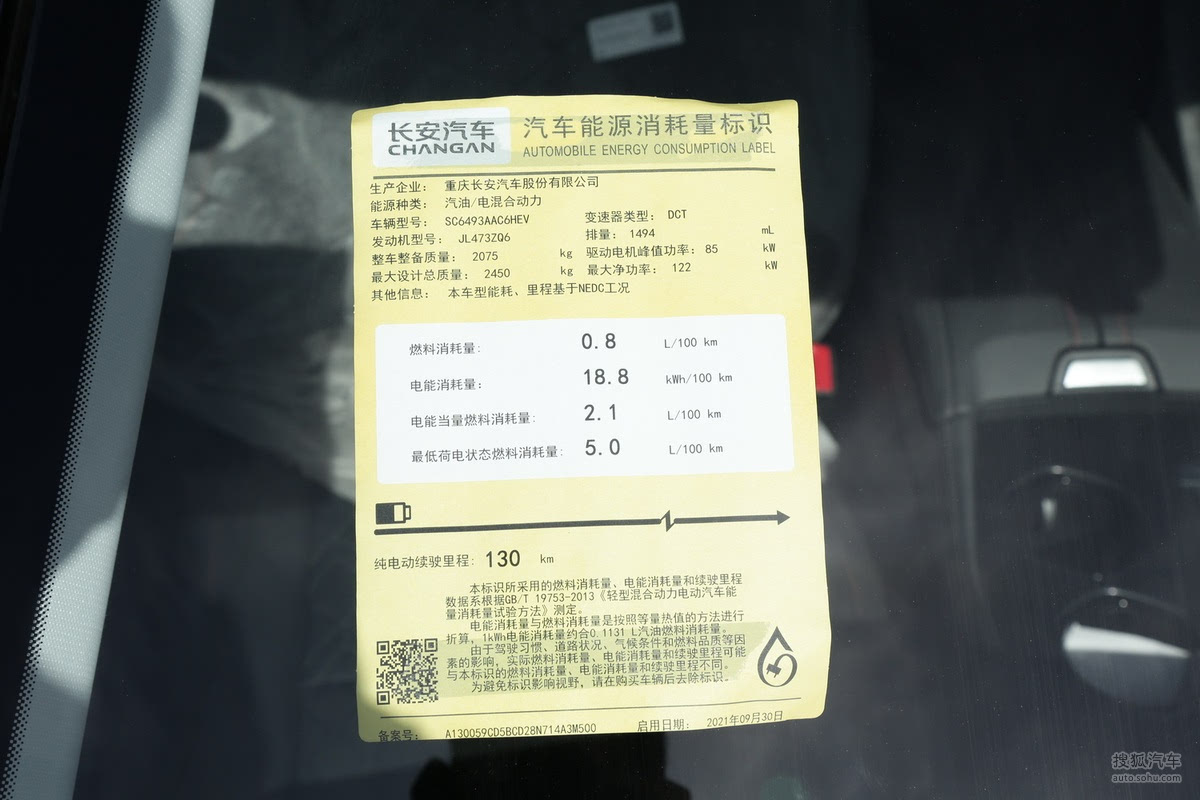 长安汽车
CHANGAN
汽车能源消耗量标识
AUTOMOBILE ENERGY CONSUMPTION LABEL
生产企业: 重庆长安汽车股份有限公司
能源种类: 汽油/电混合动力
车辆型号: SC6493AAC6HEV 变速器类型: DCT
发动机型号: JL473ZQ6 排量: 1494 mL
整车整备质量: 2075 kg 驱动电机峰值功率: 85 kW
最大设计总质量: 2450 kg 最大净功率: 122 kW
其他信息: 本车型能耗、里程基于NEDC工况
燃料消耗量: 0.8 L/100 km
电能消耗量: 18.8 kWh/100 km
电能当量燃料消耗量: 2.1 L/100 km
最低荷电状态燃料消耗量: 5.0 L/100 km
纯电动续驶里程: 130 km
本标识所采用的燃料消耗量、电能消耗量和续驶里程
数据系根据GB/T 19753-2013《轻型混合动力电动汽车能
量消耗量试验方法》测定。
电能消耗量与燃料消耗量是按照等量热值的方法进行
折算，1kWh电能消耗量约合0.1131 L汽油燃料消耗量。
由于驾驶习惯、道路状况、气候条件和燃料品质等因
素的影响，实际燃料消耗量、电能消耗量和续驶里程可能
与本标识的燃料消耗量、电能消耗量和续驶里程不同。
为避免标识影响视野，请在购买车辆后去除标识。
备案号: A130059CD5BCD28N714A3M500 启用日期: 2021年09月30日
搜狐汽车
auto.sohu.com